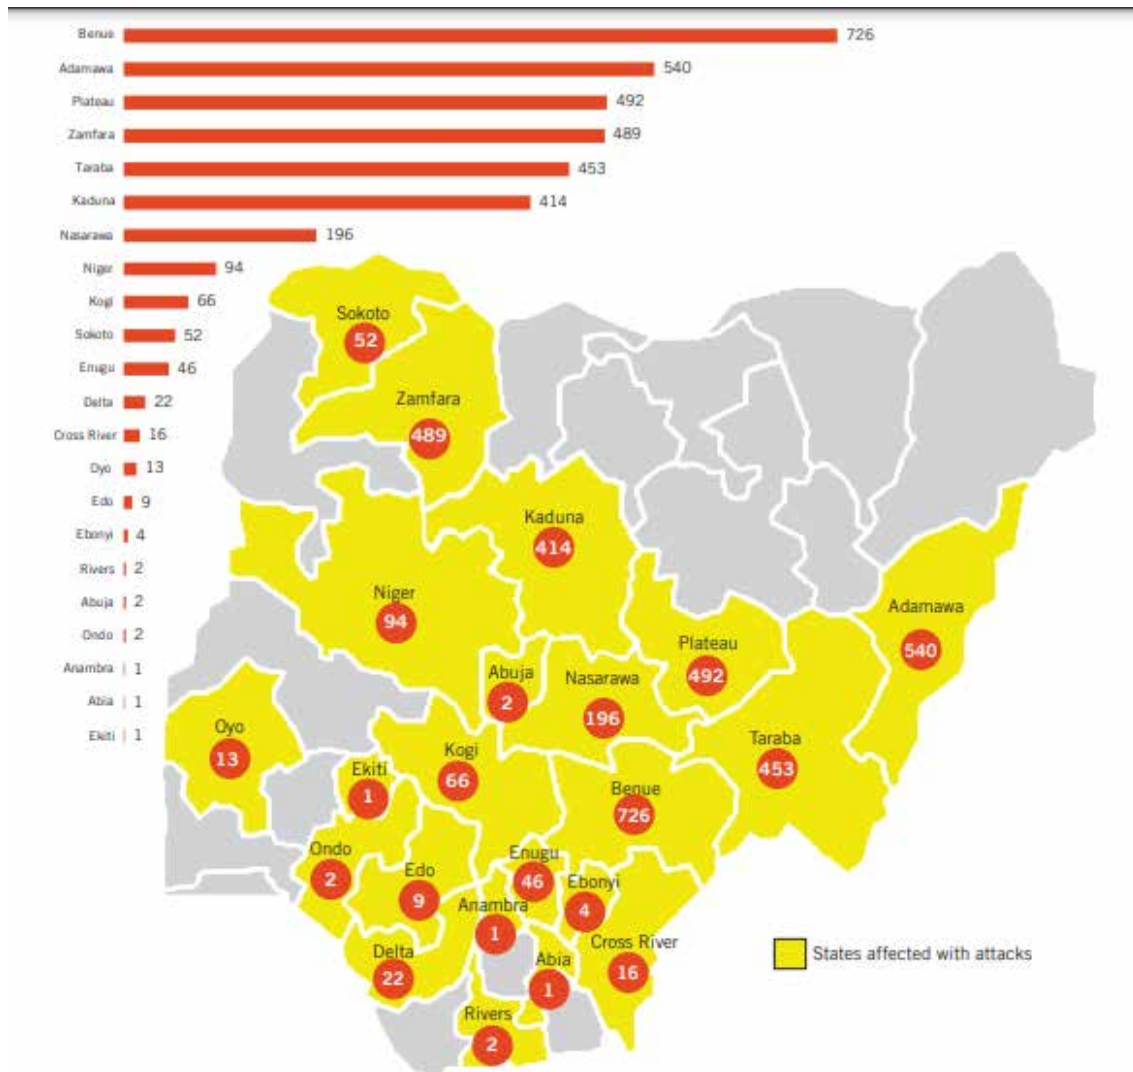 Benue 726
Adamawa 540
Plateau 492
Zamfara 489
Taraba 453
Kaduna 414
Nasarawa 196
Niger 94
Kogi 66
Sokoto 52
Enugu 46
Delta 22
Cross River 16
Oyo 13
Edo 9
Ebonyi 4
Rivers 2
Abuja 2
Ondo 2
Anambra 1
Abia 1
Ekiti 1
Sokoto
52
Zamfara
489
Kaduna
414
Niger
94
Adamawa
540
Plateau
492
Abuja
2
Nasarawa
196
Oyo
13
Kogi
66
Taraba
453
Ekiti
1
Benue
726
Ondo
2
Edo
9
Enugu
46
Ebonyi
4
Anambra
1
Cross River
16
Delta
22
Abia
1
Rivers
2
States affected with attacks